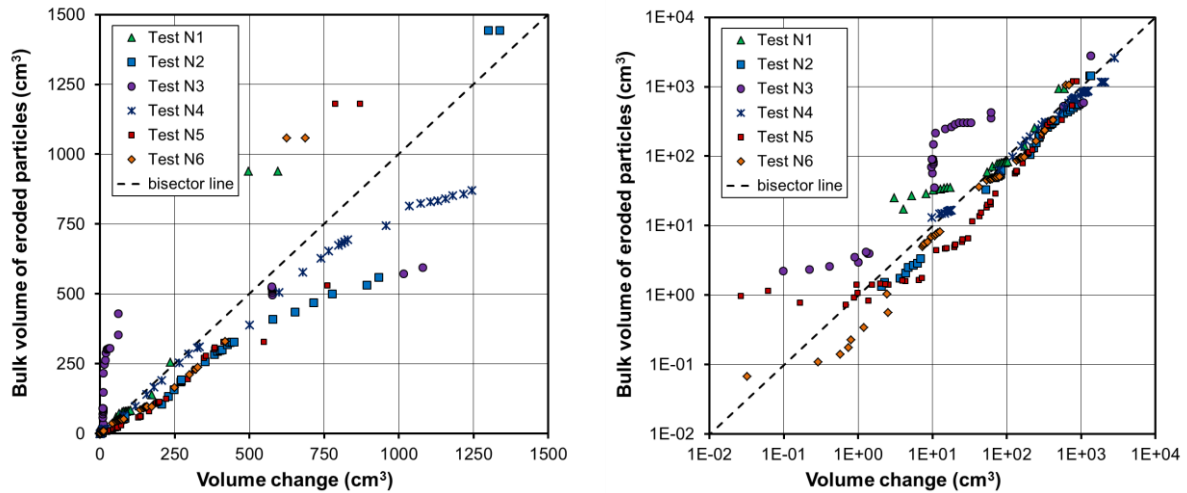 Bulk volume of eroded particles (cm³)
1500
1250
1000
750
500
250
0
Test N1
Test N2
Test N3
Test N4
Test N5
Test N6
bisector line
0 250 500 750 1000 1250 1500
Volume change (cm³)
Bulk volume of eroded particles (cm³)
1E+04
1E+03
1E+02
1E+01
1E+00
1E-01
1E-02
Test N1
Test N2
Test N3
Test N4
Test N5
Test N6
bisector line
1E-02 1E-01 1E+00 1E+01 1E+02 1E+03 1E+04
Volume change (cm³)